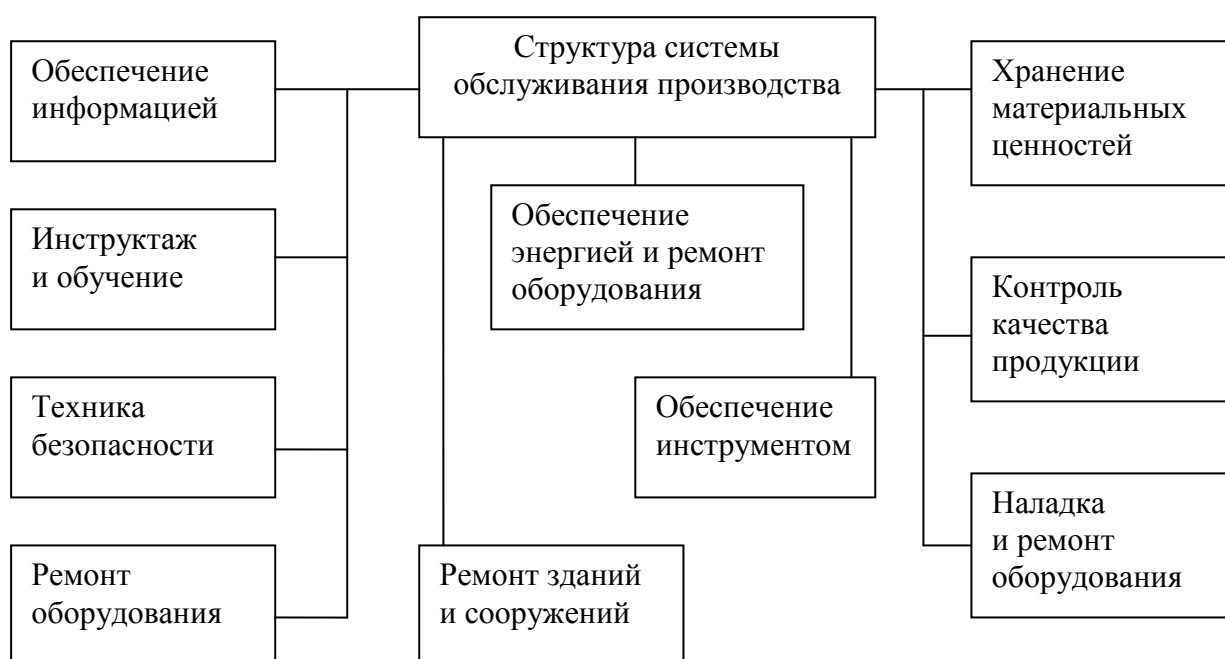 Структура системы
обслуживания производства
Обеспечение
информацией
Инструктаж
и обучение
Техника
безопасности
Ремонт
оборудования
Обеспечение
энергией и ремонт
оборудования
Обеспечение
инструментом
Ремонт зданий
и сооружений
Хранение
материальных
ценностей
Контроль
качества
продукции
Наладка
и ремонт
оборудования